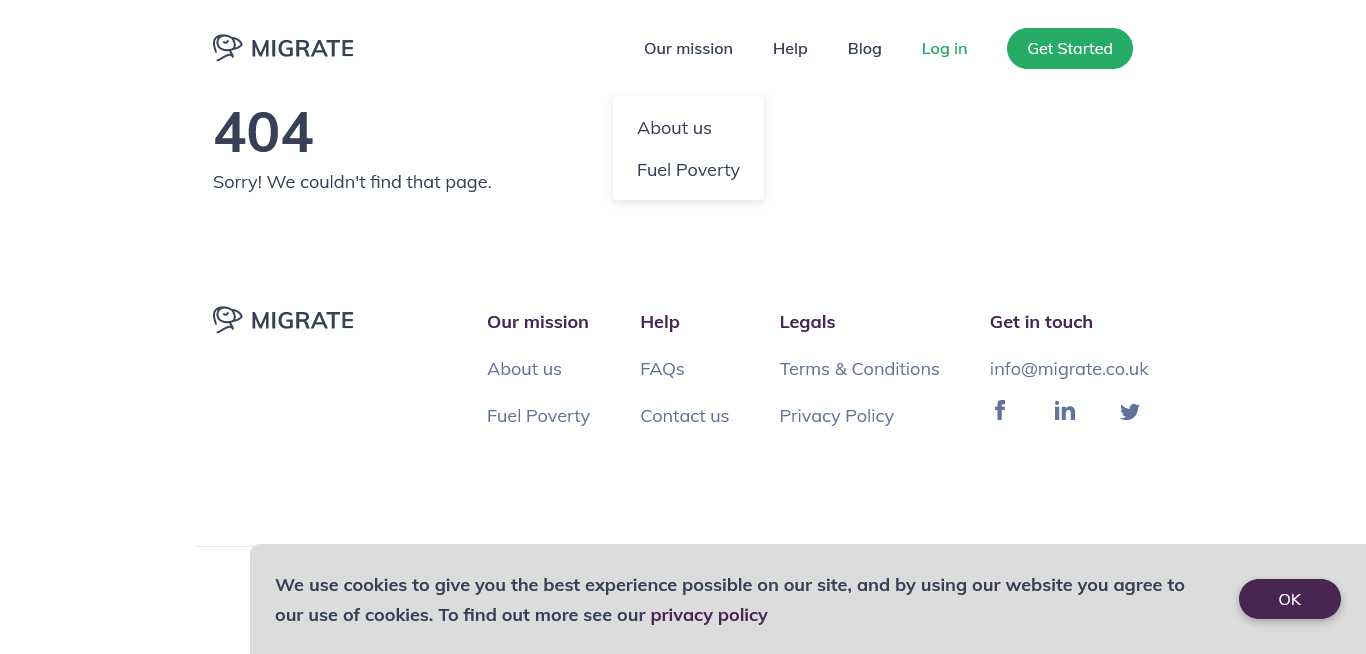 MIGRATE
Our mission
Help
Blog
Log in
Get Started
About us
Fuel Poverty
404
Sorry! We couldn't find that page.
MIGRATE
Our mission
About us
Fuel Poverty
Help
FAQs
Contact us
Legals
Terms & Conditions
Privacy Policy
Get in touch
info@migrate.co.uk
We use cookies to give you the best experience possible on our site, and by using our website you agree to
our use of cookies. To find out more see our privacy policy
OK